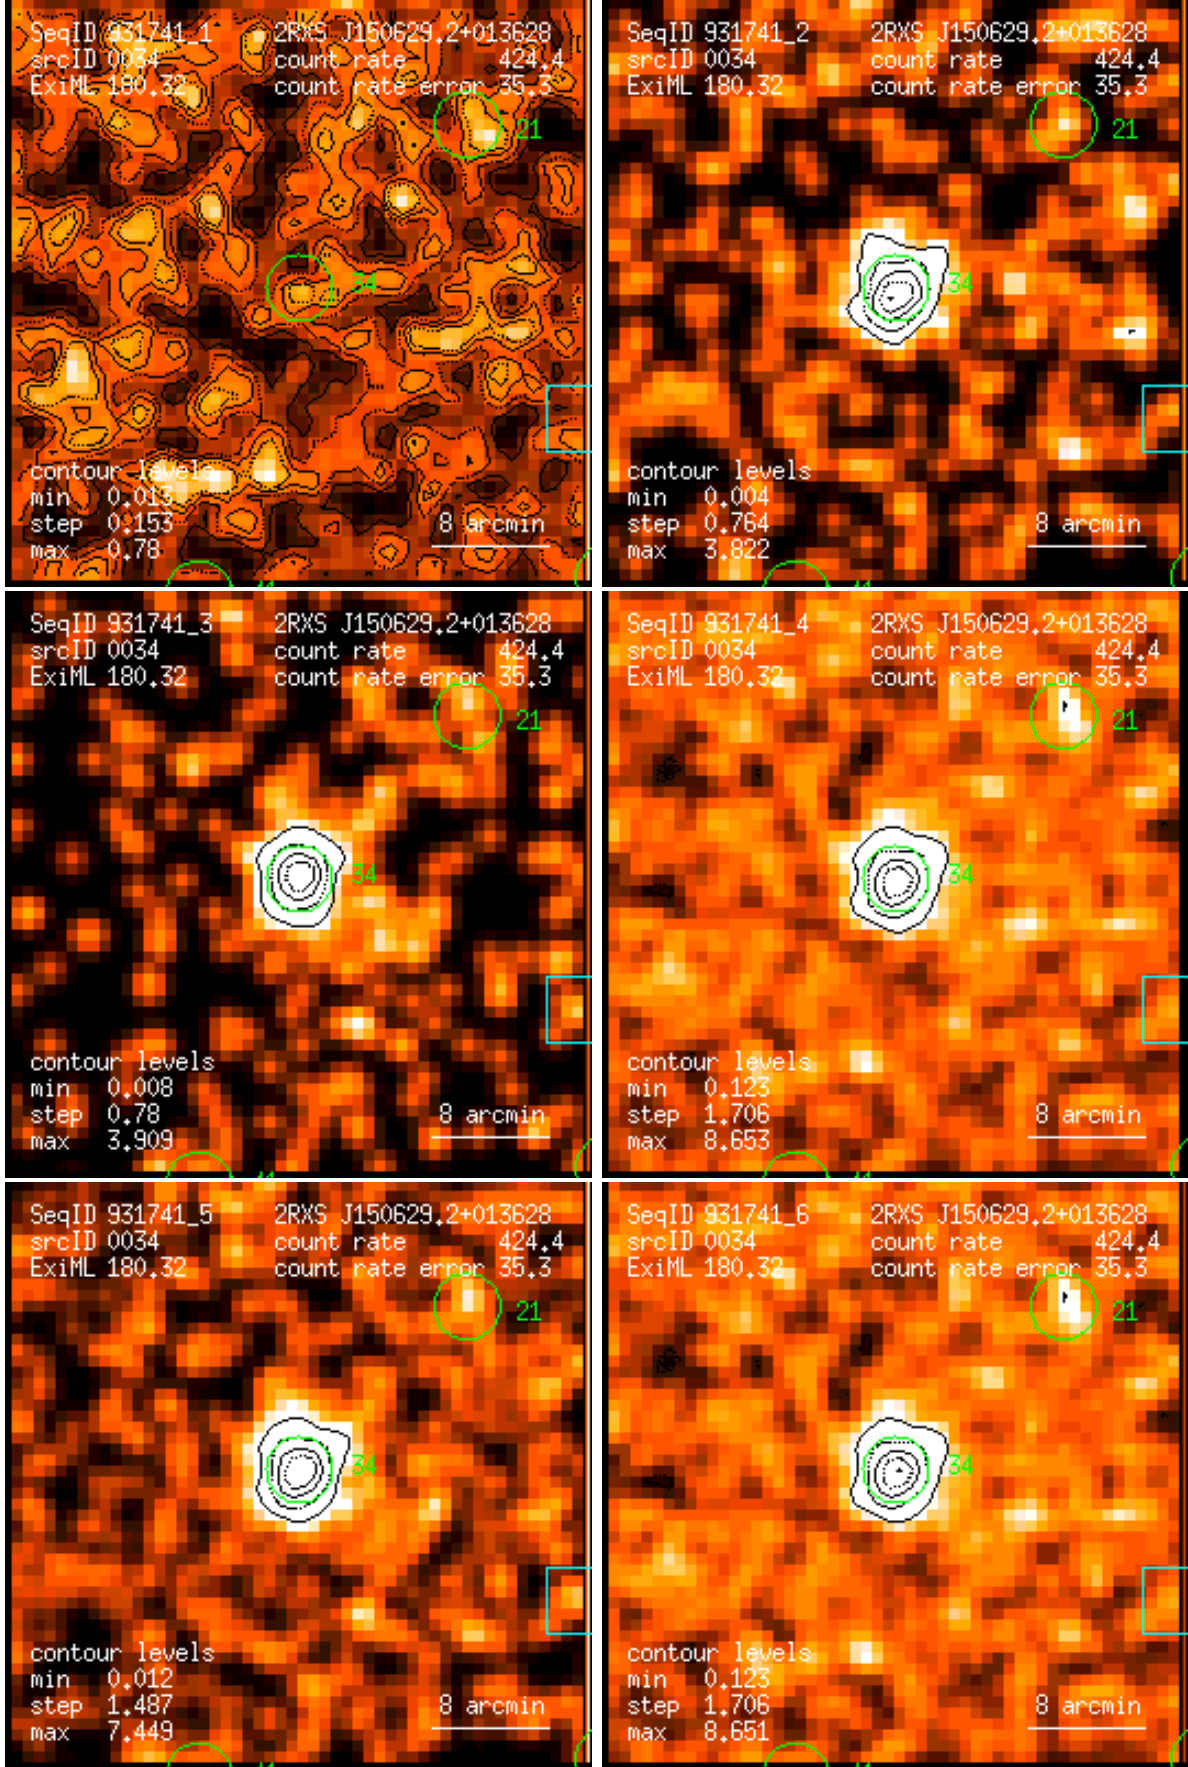 SeqID 931741_1 2RXS J150629.2+013628
srcID 0034 count rate 424.4
ExiML 180.32 count rate error 35.3
21
34
contour levels
min 0.013
step 0.153 8 arcmin
max 0.78
SeqID 931741_2 2RXS J150629.2+013628
srcID 0034 count rate 424.4
ExiML 180.32 count rate error 35.3
21
34
contour levels
min 0.004
step 0.764 8 arcmin
max 3.822
SeqID 931741_3 2RXS J150629.2+013628
srcID 0034 count rate 424.4
ExiML 180.32 count rate error 35.3
21
34
contour levels
min 0.008
step 0.78 8 arcmin
max 3.909
SeqID 931741_4 2RXS J150629.2+013628
srcID 0034 count rate 424.4
ExiML 180.32 count rate error 35.3
21
34
contour levels
min 0.123
step 1.706 8 arcmin
max 8.653
SeqID 931741_5 2RXS J150629.2+013628
srcID 0034 count rate 424.4
ExiML 180.32 count rate error 35.3
21
34
contour levels
min 0.012
step 1.487 8 arcmin
max 7.449
SeqID 931741_6 2RXS J150629.2+013628
srcID 0034 count rate 424.4
ExiML 180.32 count rate error 35.3
21
34
contour levels
min 0.123
step 1.706 8 arcmin
max 8.651